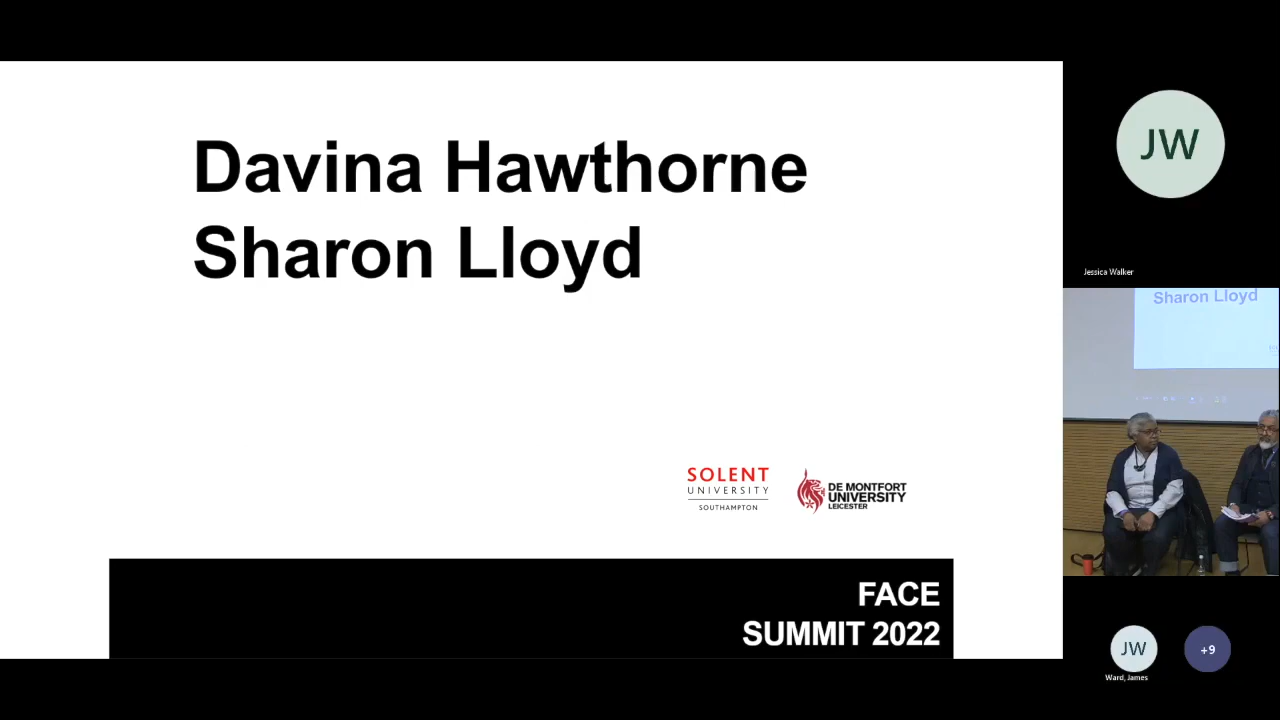 Davina Hawthorne
Sharon Lloyd
SOLENT
UNIVERSITY
SOUTHAMPTON
DE MONTFORT
UNIVERSITY
LEICESTER
FACE
SUMMIT 2022
JW
Jessica Walker
Sharon Lloyd
JW
Ward, James
+9